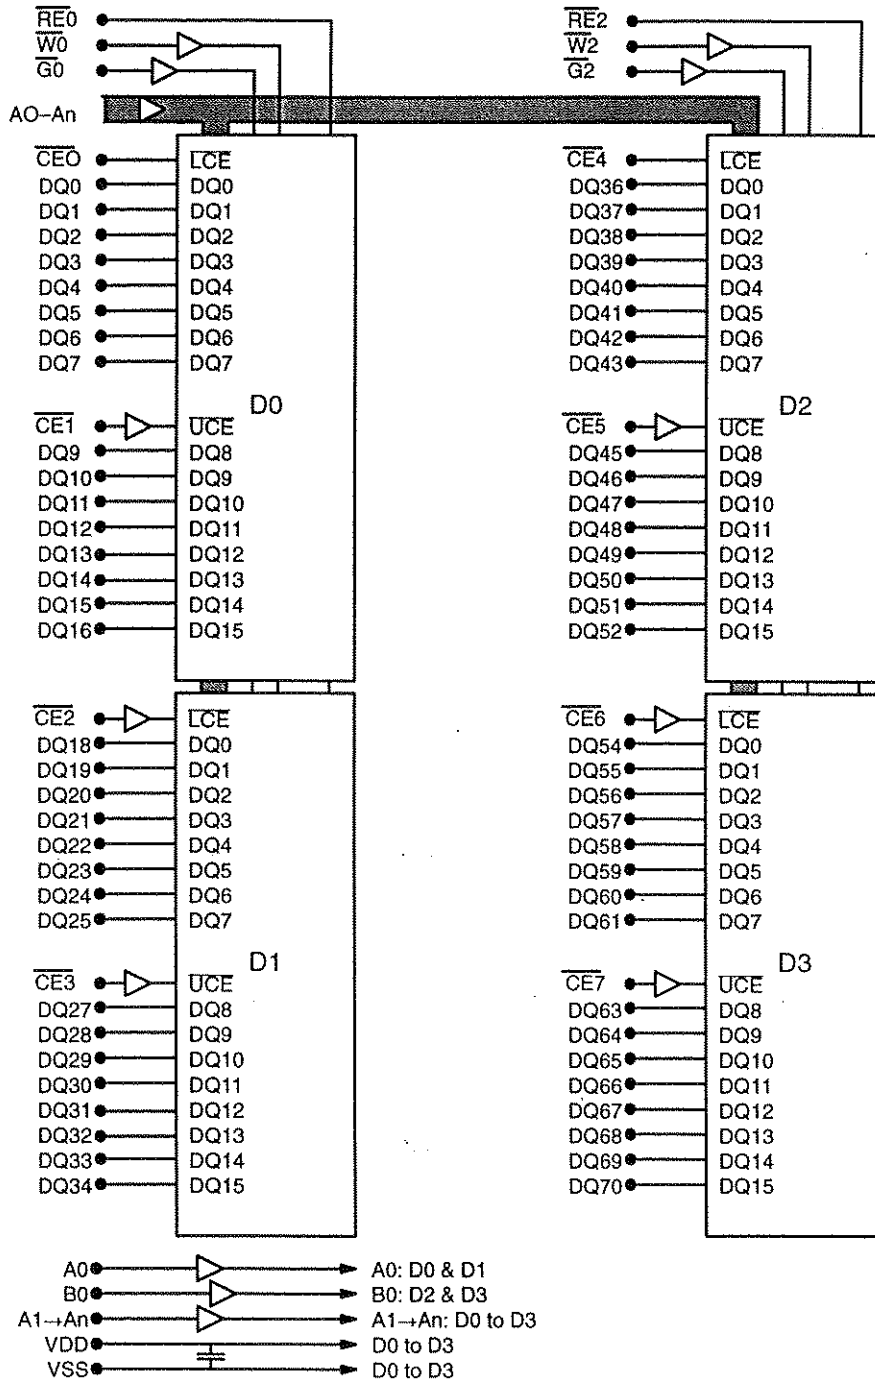 RE0
W0
G0
AO–An
CEO LCE
DQ0 DQ0
DQ1 DQ1
DQ2 DQ2
DQ3 DQ3
DQ4 DQ4
DQ5 DQ5
DQ6 DQ6
DQ7 DQ7
D0
CE1 UCE
DQ9 DQ8
DQ10 DQ9
DQ11 DQ10
DQ12 DQ11
DQ13 DQ12
DQ14 DQ13
DQ15 DQ14
DQ16 DQ15
CE2 LCE
DQ18 DQ0
DQ19 DQ1
DQ20 DQ2
DQ21 DQ3
DQ22 DQ4
DQ23 DQ5
DQ24 DQ6
DQ25 DQ7
D1
CE3 UCE
DQ27 DQ8
DQ28 DQ9
DQ29 DQ10
DQ30 DQ11
DQ31 DQ12
DQ32 DQ13
DQ33 DQ14
DQ34 DQ15
RE2
W2
G2
CE4 LCE
DQ36 DQ0
DQ37 DQ1
DQ38 DQ2
DQ39 DQ3
DQ40 DQ4
DQ41 DQ5
DQ42 DQ6
DQ43 DQ7
D2
CE5 UCE
DQ45 DQ8
DQ46 DQ9
DQ47 DQ10
DQ48 DQ11
DQ49 DQ12
DQ50 DQ13
DQ51 DQ14
DQ52 DQ15
CE6 LCE
DQ54 DQ0
DQ55 DQ1
DQ56 DQ2
DQ57 DQ3
DQ58 DQ4
DQ59 DQ5
DQ60 DQ6
DQ61 DQ7
D3
CE7 UCE
DQ63 DQ8
DQ64 DQ9
DQ65 DQ10
DQ66 DQ11
DQ67 DQ12
DQ68 DQ13
DQ69 DQ14
DQ70 DQ15
A0 A0: D0 & D1
B0 B0: D2 & D3
A1→An A1→An: D0 to D3
VDD D0 to D3
VSS D0 to D3